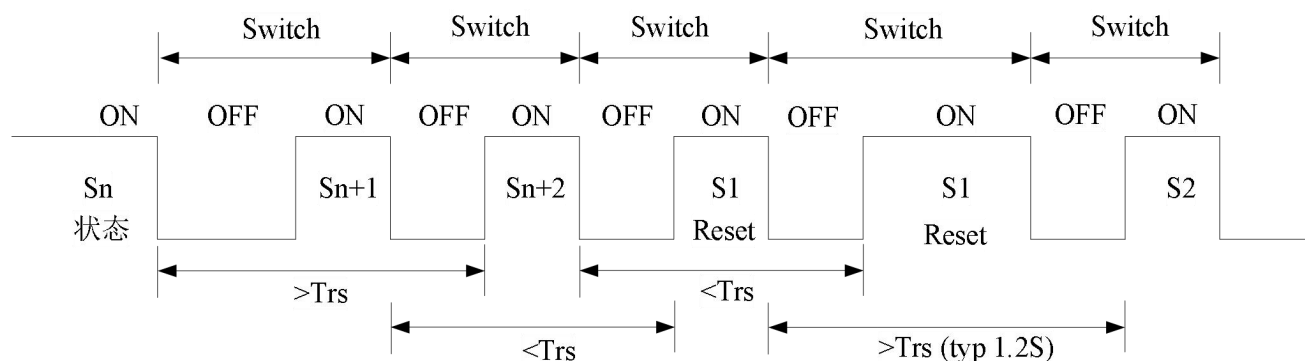 Switch Switch Switch Switch Switch
ON OFF ON OFF ON OFF ON OFF ON OFF ON
Sn Sn+1 Sn+2 S1 S1 S2
状态 Reset Reset
>Trs <Trs
<Trs >Trs (typ 1.2S)